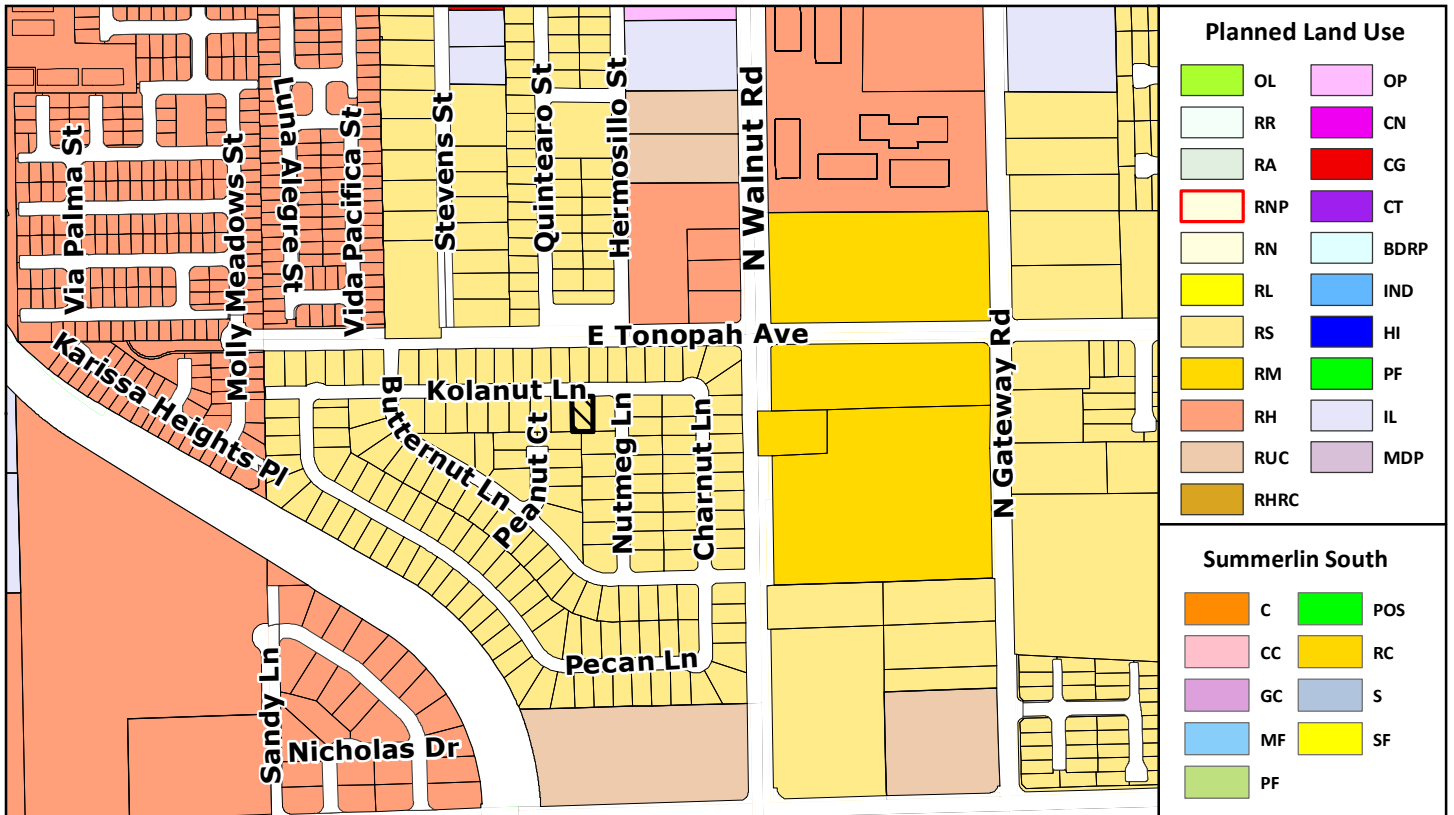 Via Palma St
Molly Meadows St
Luna Alegre St
Vida Pacifica St
Stevens St
Quintearo St
Hermosillo St
N Walnut Rd
E Tonopah Ave
N Gateway Rd
Karissa Heights Pl
Kolanut Ln
Butternut Ln
Peanut Ct
Nutmeg Ln
Charnut Ln
Pecan Ln
Sandy Ln
Nicholas Dr
Planned Land Use
OL
RR
RA
RNP
RN
RL
RS
RM
RH
RUC
RHRC
OP
CN
CG
CT
BDRP
IND
HI
PF
IL
MDP
Summerlin South
C
CC
GC
MF
PF
POS
RC
S
SF